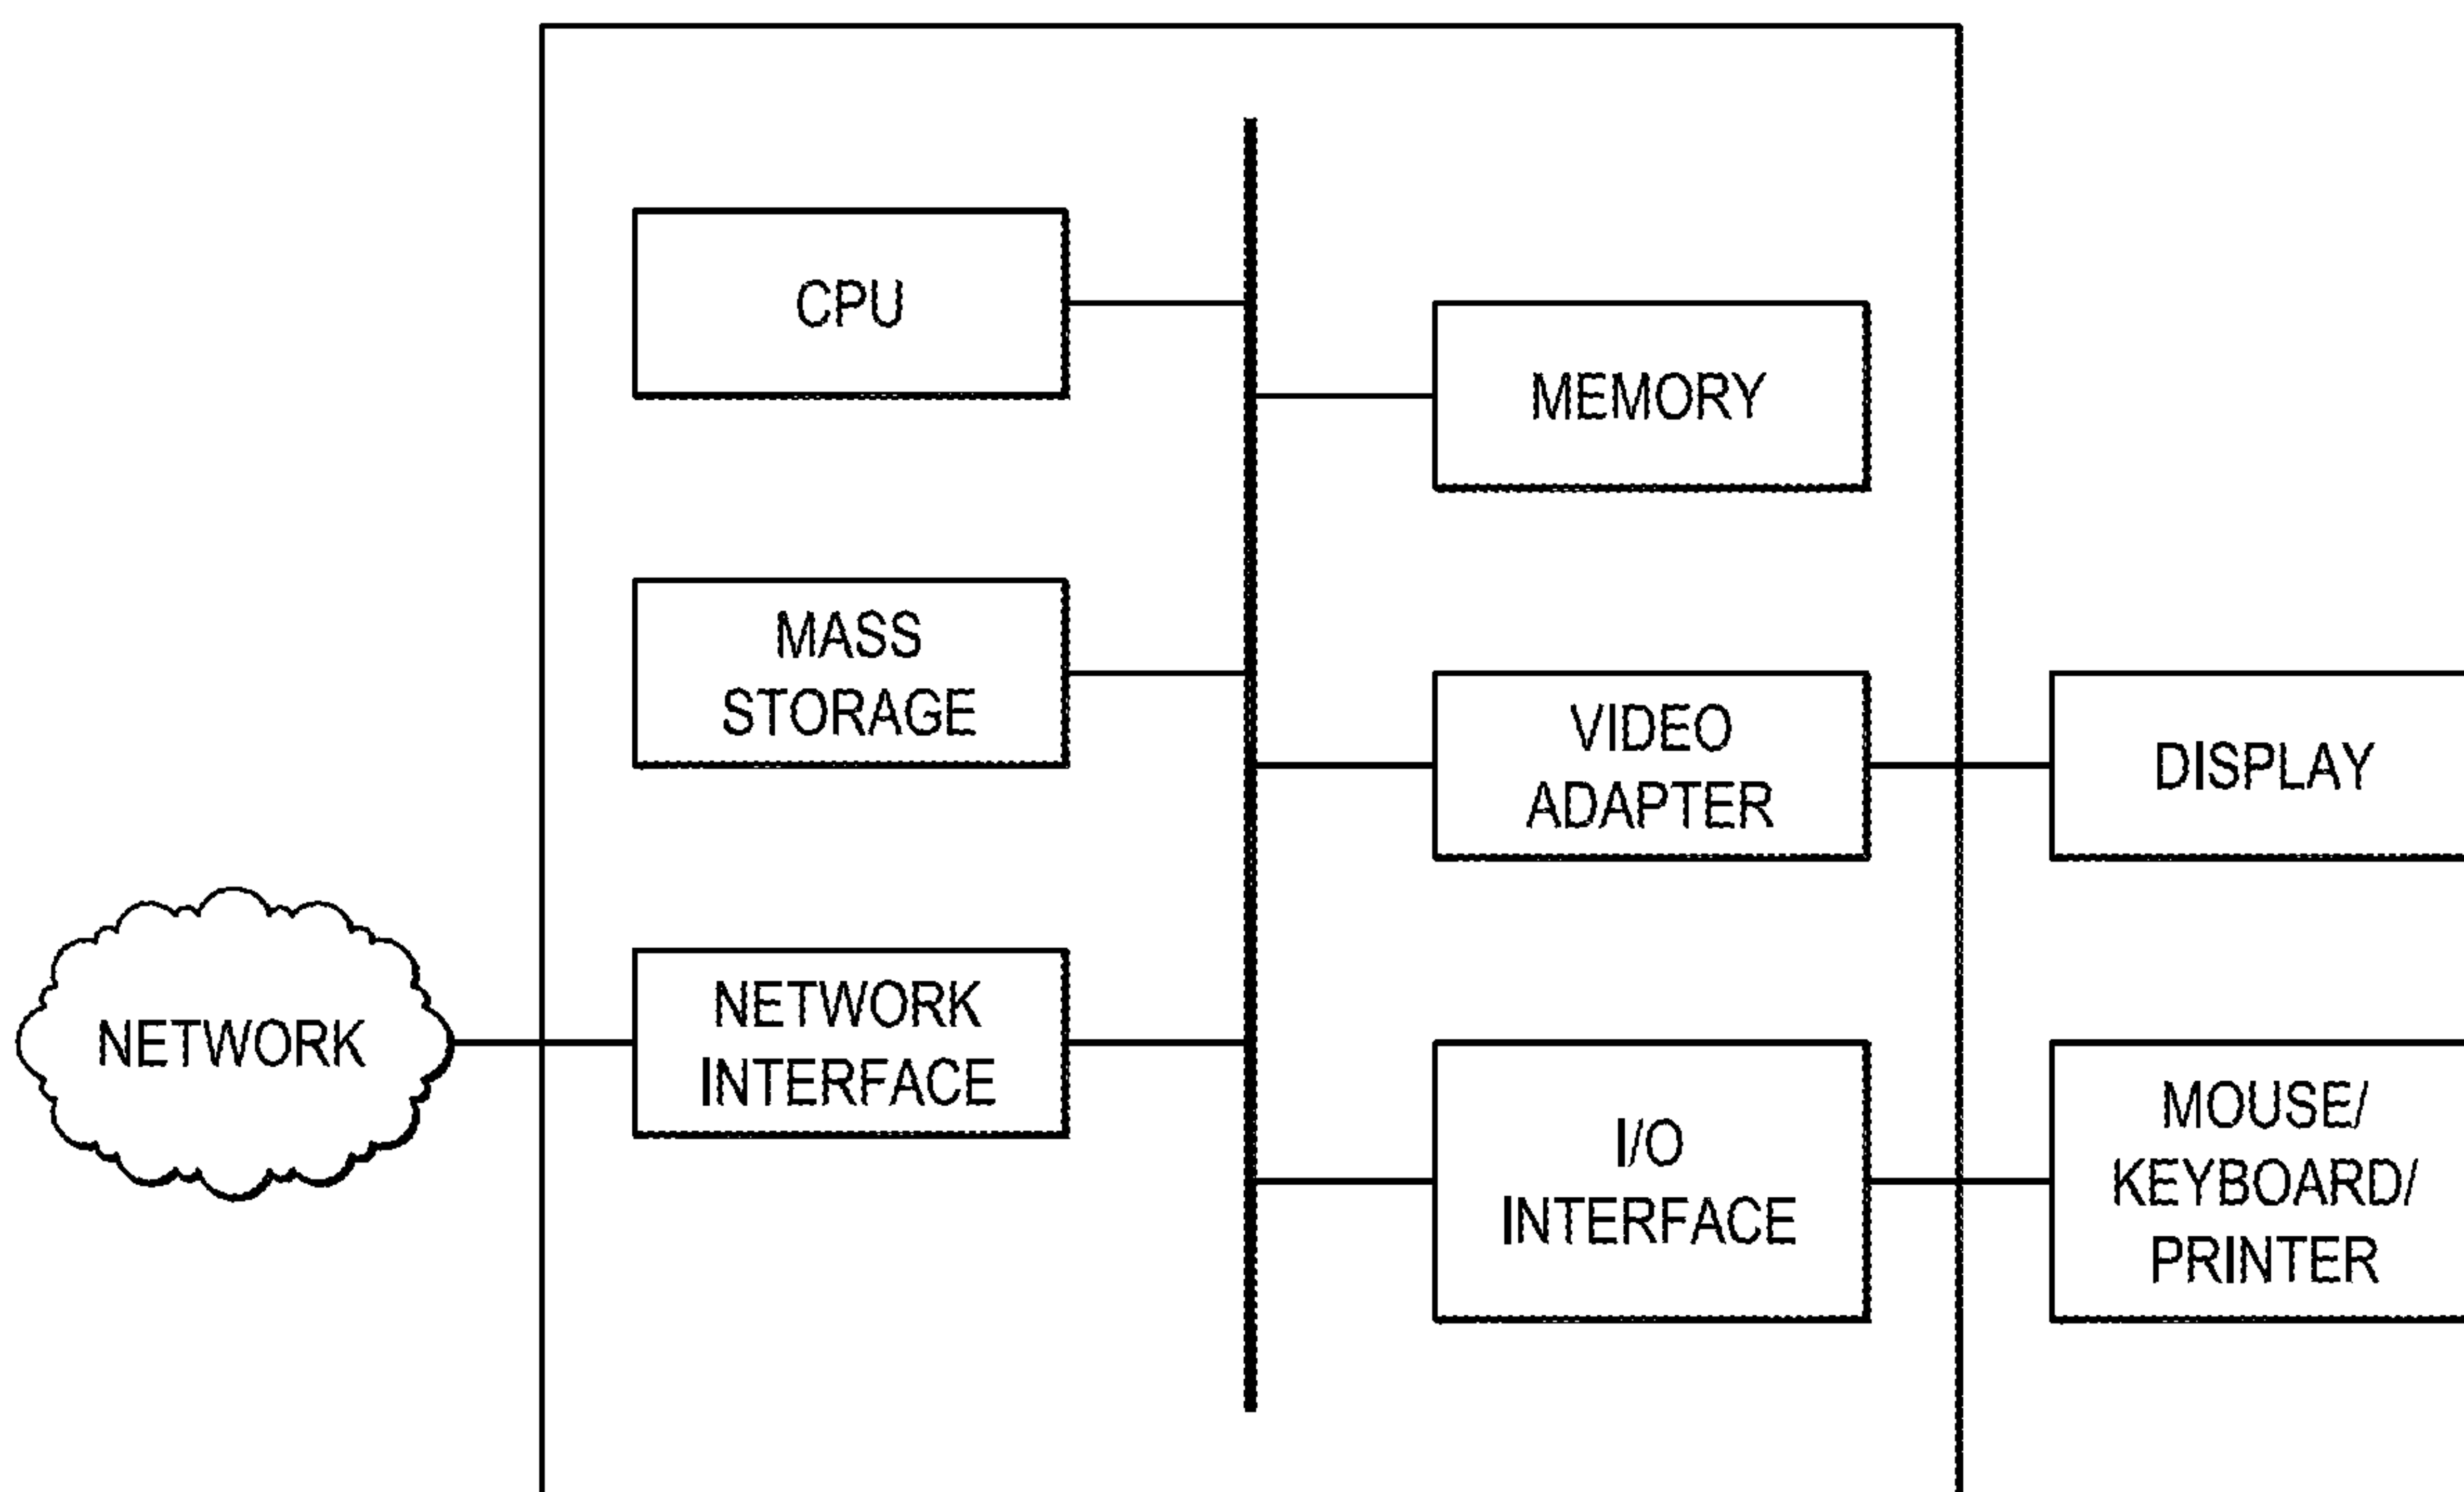 CPU
MEMORY
MASS
STORAGE
VIDEO
ADAPTER
DISPLAY
NETWORK
NETWORK
INTERFACE
I/O
INTERFACE
MOUSE/
KEYBOARD/
PRINTER